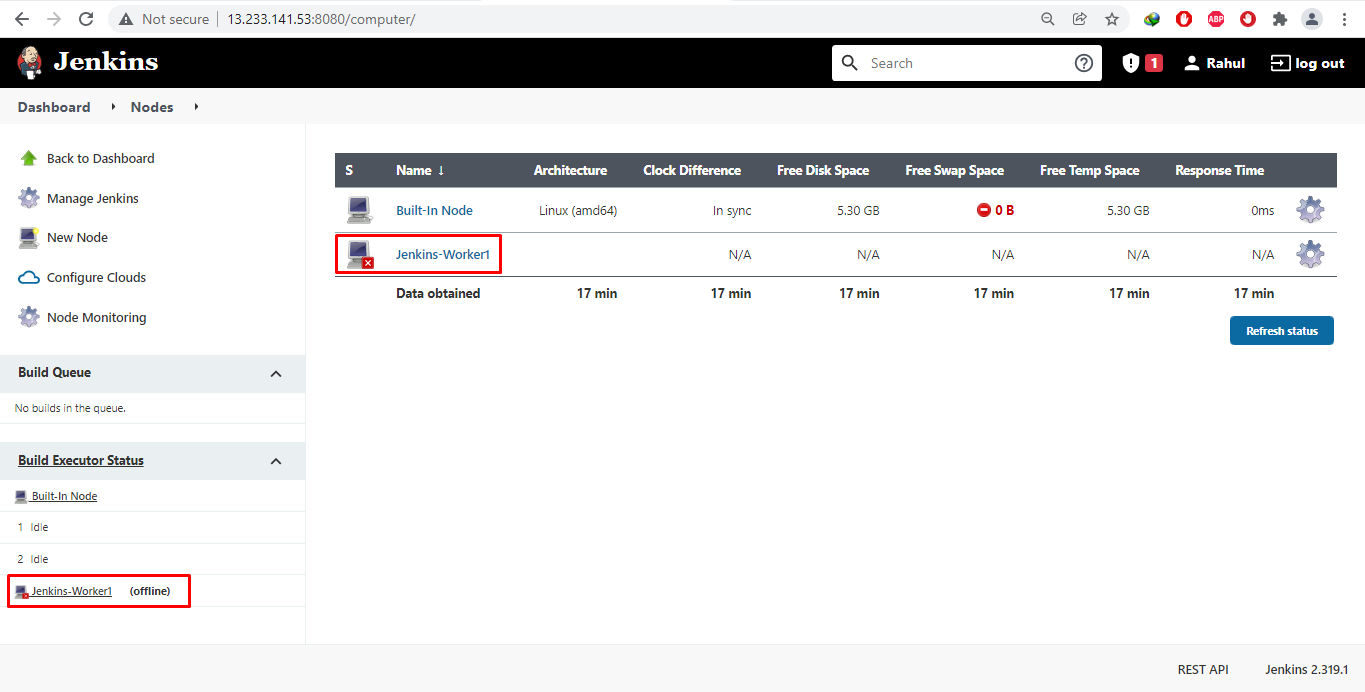 Not secure | 13.233.141.53:8080/computer/
ABP
Jenkins
Search
1
Rahul
log out
Dashboard
Nodes
Back to Dashboard
Manage Jenkins
New Node
Configure Clouds
Node Monitoring
Build Queue
No builds in the queue.
Build Executor Status
Built-In Node
1 Idle
2 Idle
Jenkins-Worker1 (offline)
S Name ↓ Architecture Clock Difference Free Disk Space Free Swap Space Free Temp Space Response Time
Built-In Node Linux (amd64) In sync 5.30 GB 0 B 5.30 GB 0ms
Jenkins-Worker1 N/A N/A N/A N/A N/A
Data obtained 17 min 17 min 17 min 17 min 17 min 17 min
Refresh status
REST API Jenkins 2.319.1